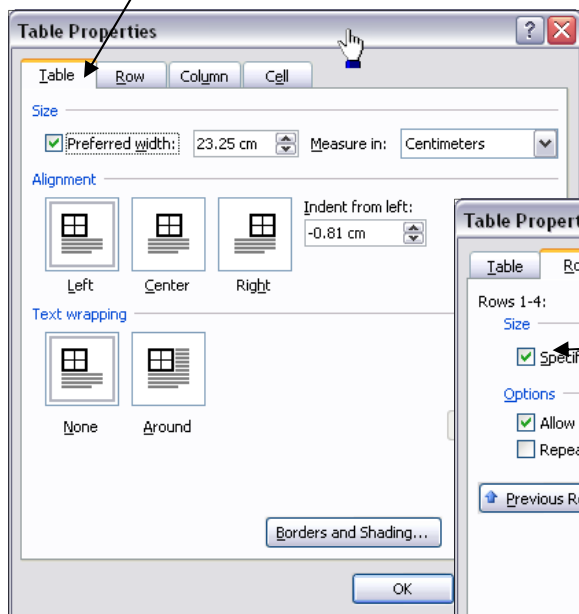 Table Properties
Table Row Column Cell
Size
Preferred width: 23.25 cm Measure in: Centimeters
Alignment
Indent from left:
-0.81 cm
Left Center Right
Text wrapping
None Around
Borders and Shading...
OK
Table Propert
Table Ro
Rows 1-4:
Size
Specif
Options
Allow
Repea
Previous R